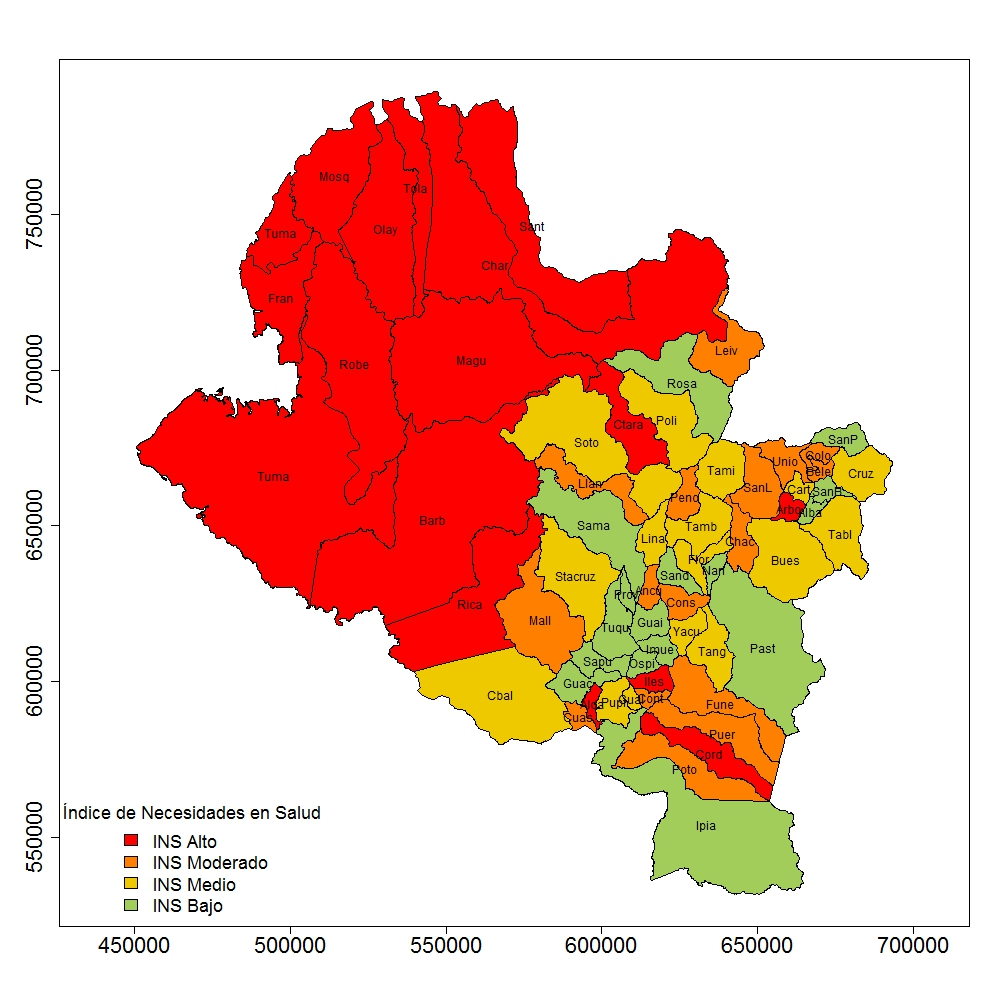 750000
700000
650000
600000
550000
Mosq
Tola
Tuma
Olay
Sant
Char
Fran
Leiv
Magu
Robe
Rosa
Poli
Ctara
Soto
SanP
Colo
Unio
Bele
Cruz
Tami
Tuma
Llan
SanL
Cart
SanB
Peno
Arbo
Alba
Barb
Sama
Tamb
Tabl
Lina
Chac
Flor
Bues
Nari
Stacruz
Sand
Prov
Ancu
Rica
Cons
Mall
Tuqu
Guai
Yacu
Imue
Tang
Past
Sapu
Ospi
Guac
Iles
Cbal
Alda
Pupi
Gual
Cont
Fune
Cuas
Puer
Cord
Poto
Ipia
Índice de Necesidades en Salud
INS Alto
INS Moderado
INS Medio
INS Bajo
450000 500000 550000 600000 650000 700000